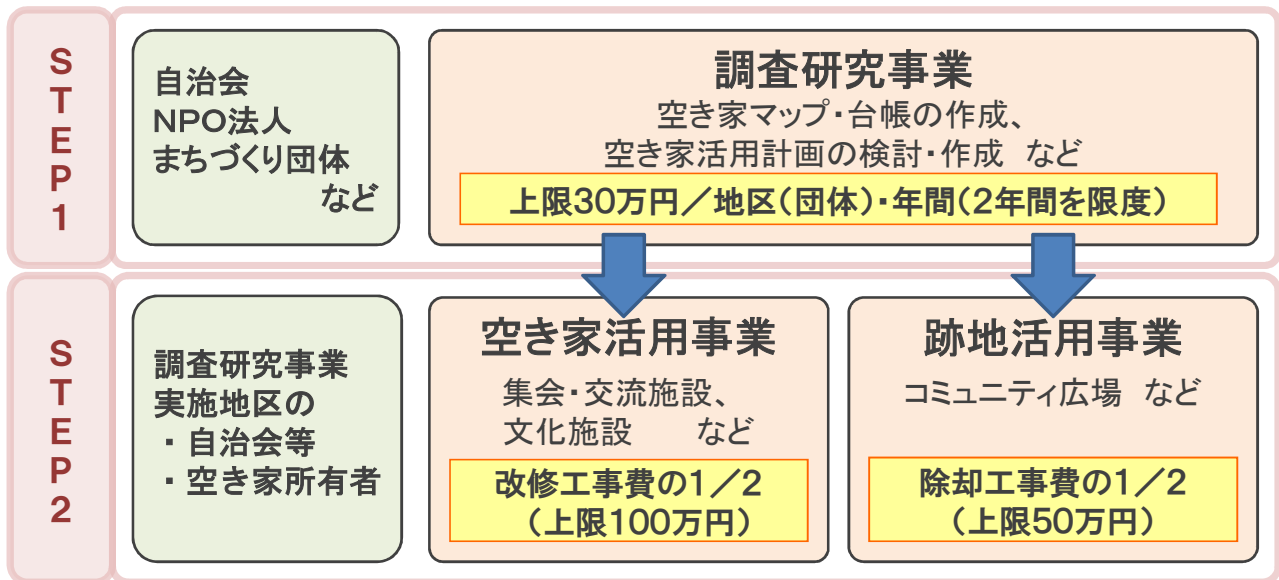 STEP1
自治会
NPO法人
まちづくり団体
など
調査研究事業
空き家マップ・台帳の作成、
空き家活用計画の検討・作成 など
上限30万円／地区（団体）・年間（2年間を限度）
STEP2
調査研究事業
実施地区の
・自治会等
・空き家所有者
空き家活用事業
集会・交流施設、
文化施設 など
改修工事費の1／2
（上限100万円）
跡地活用事業
コミュニティ広場 など
除却工事費の1／2
（上限50万円）